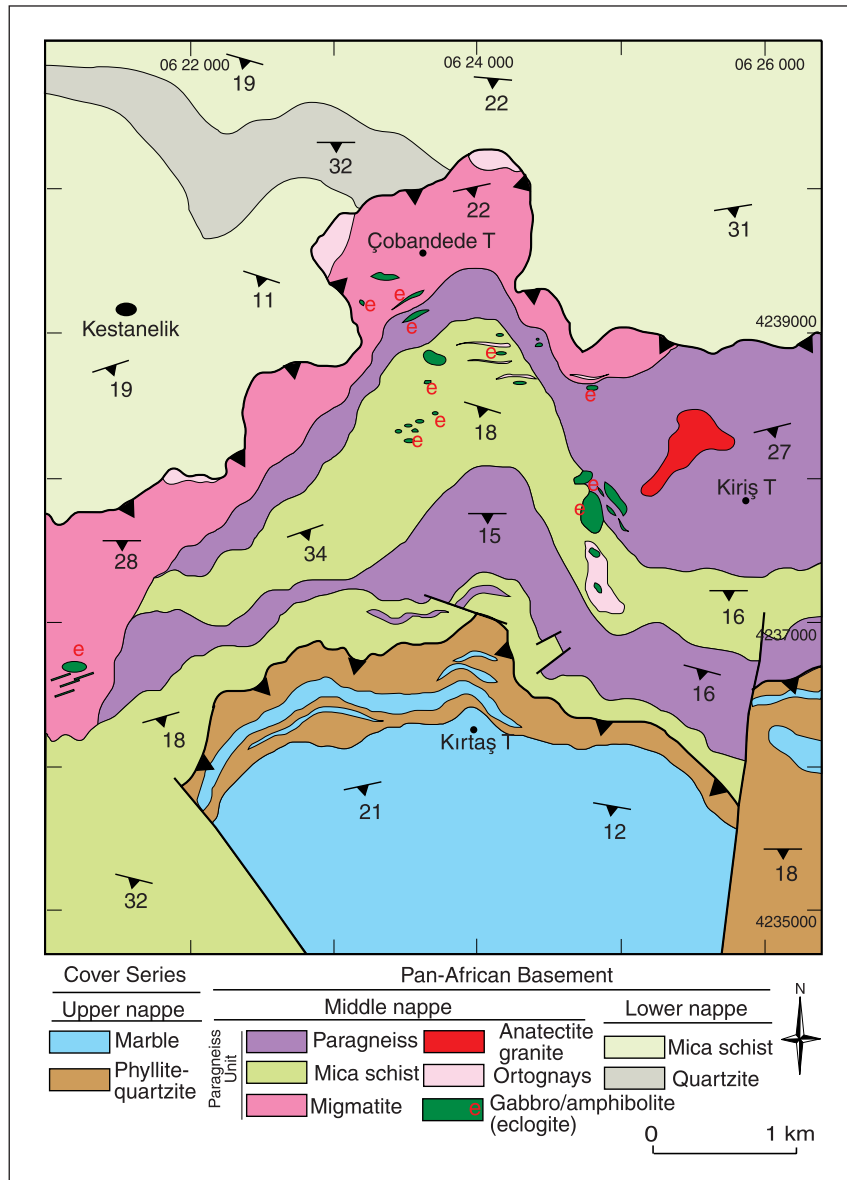 06 22 000
06 24 000
06 26 000
19
22
32
22
31
Çobandede T
11
e
e
e
Kestanelik
4239000
19
e
e
e
e
e
18
27
Kiriş T
e
e
15
34
28
16
4237000
e
16
18
Kırtaş T
21
12
18
32
4235000
Cover Series
Pan-African Basement
N
Upper nappe
Middle nappe
Lower nappe
Marble
Phyllite-
quartzite
Paragneiss
Unit
Paragneiss
Mica schist
Migmatite
Anatectite
granite
Ortognays
e
Gabbro/amphibolite
(eclogite)
Mica schist
Quartzite
0
1 km